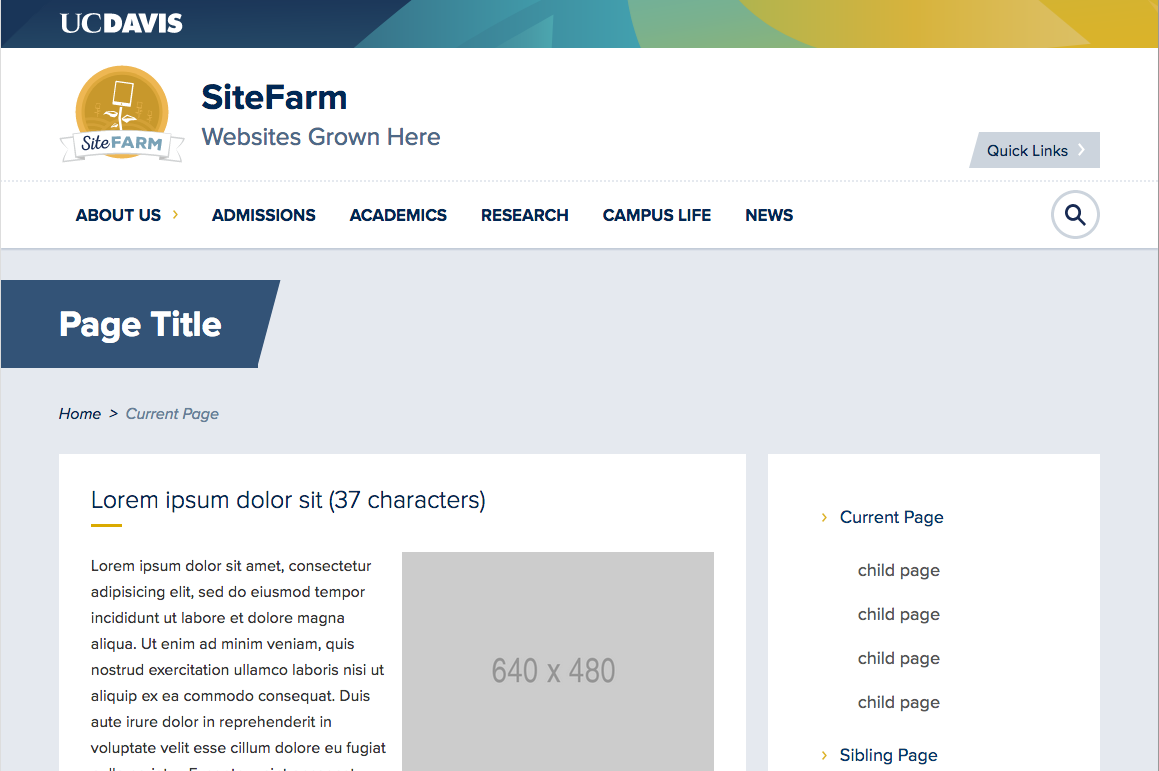 UCDAVIS
SiteFARM
SiteFarm
Websites Grown Here
Quick Links
ABOUT US
ADMISSIONS
ACADEMICS
RESEARCH
CAMPUS LIFE
NEWS
Page Title
Home > Current Page
Lorem ipsum dolor sit (37 characters)
Lorem ipsum dolor sit amet, consectetur
adipisicing elit, sed do eiusmod tempor
incididunt ut labore et dolore magna
aliqua. Ut enim ad minim veniam, quis
nostrud exercitation ullamco laboris nisi ut
aliquip ex ea commodo consequat. Duis
aute irure dolor in reprehenderit in
voluptate velit esse cillum dolore eu fugiat
640 x 480
Current Page
child page
child page
child page
child page
Sibling Page